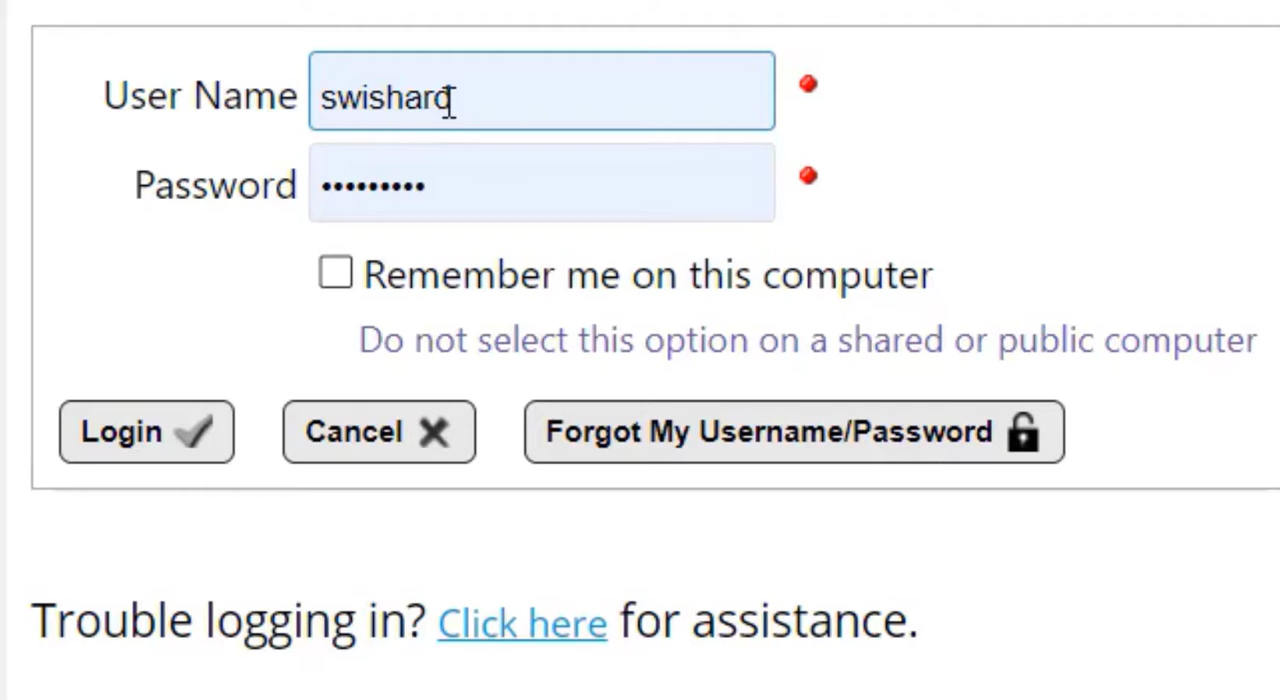 User Name swishard
Password •••••••••
Remember me on this computer
Do not select this option on a shared or public computer
Login Cancel Forgot My Username/Password
Trouble logging in? Click here for assistance.